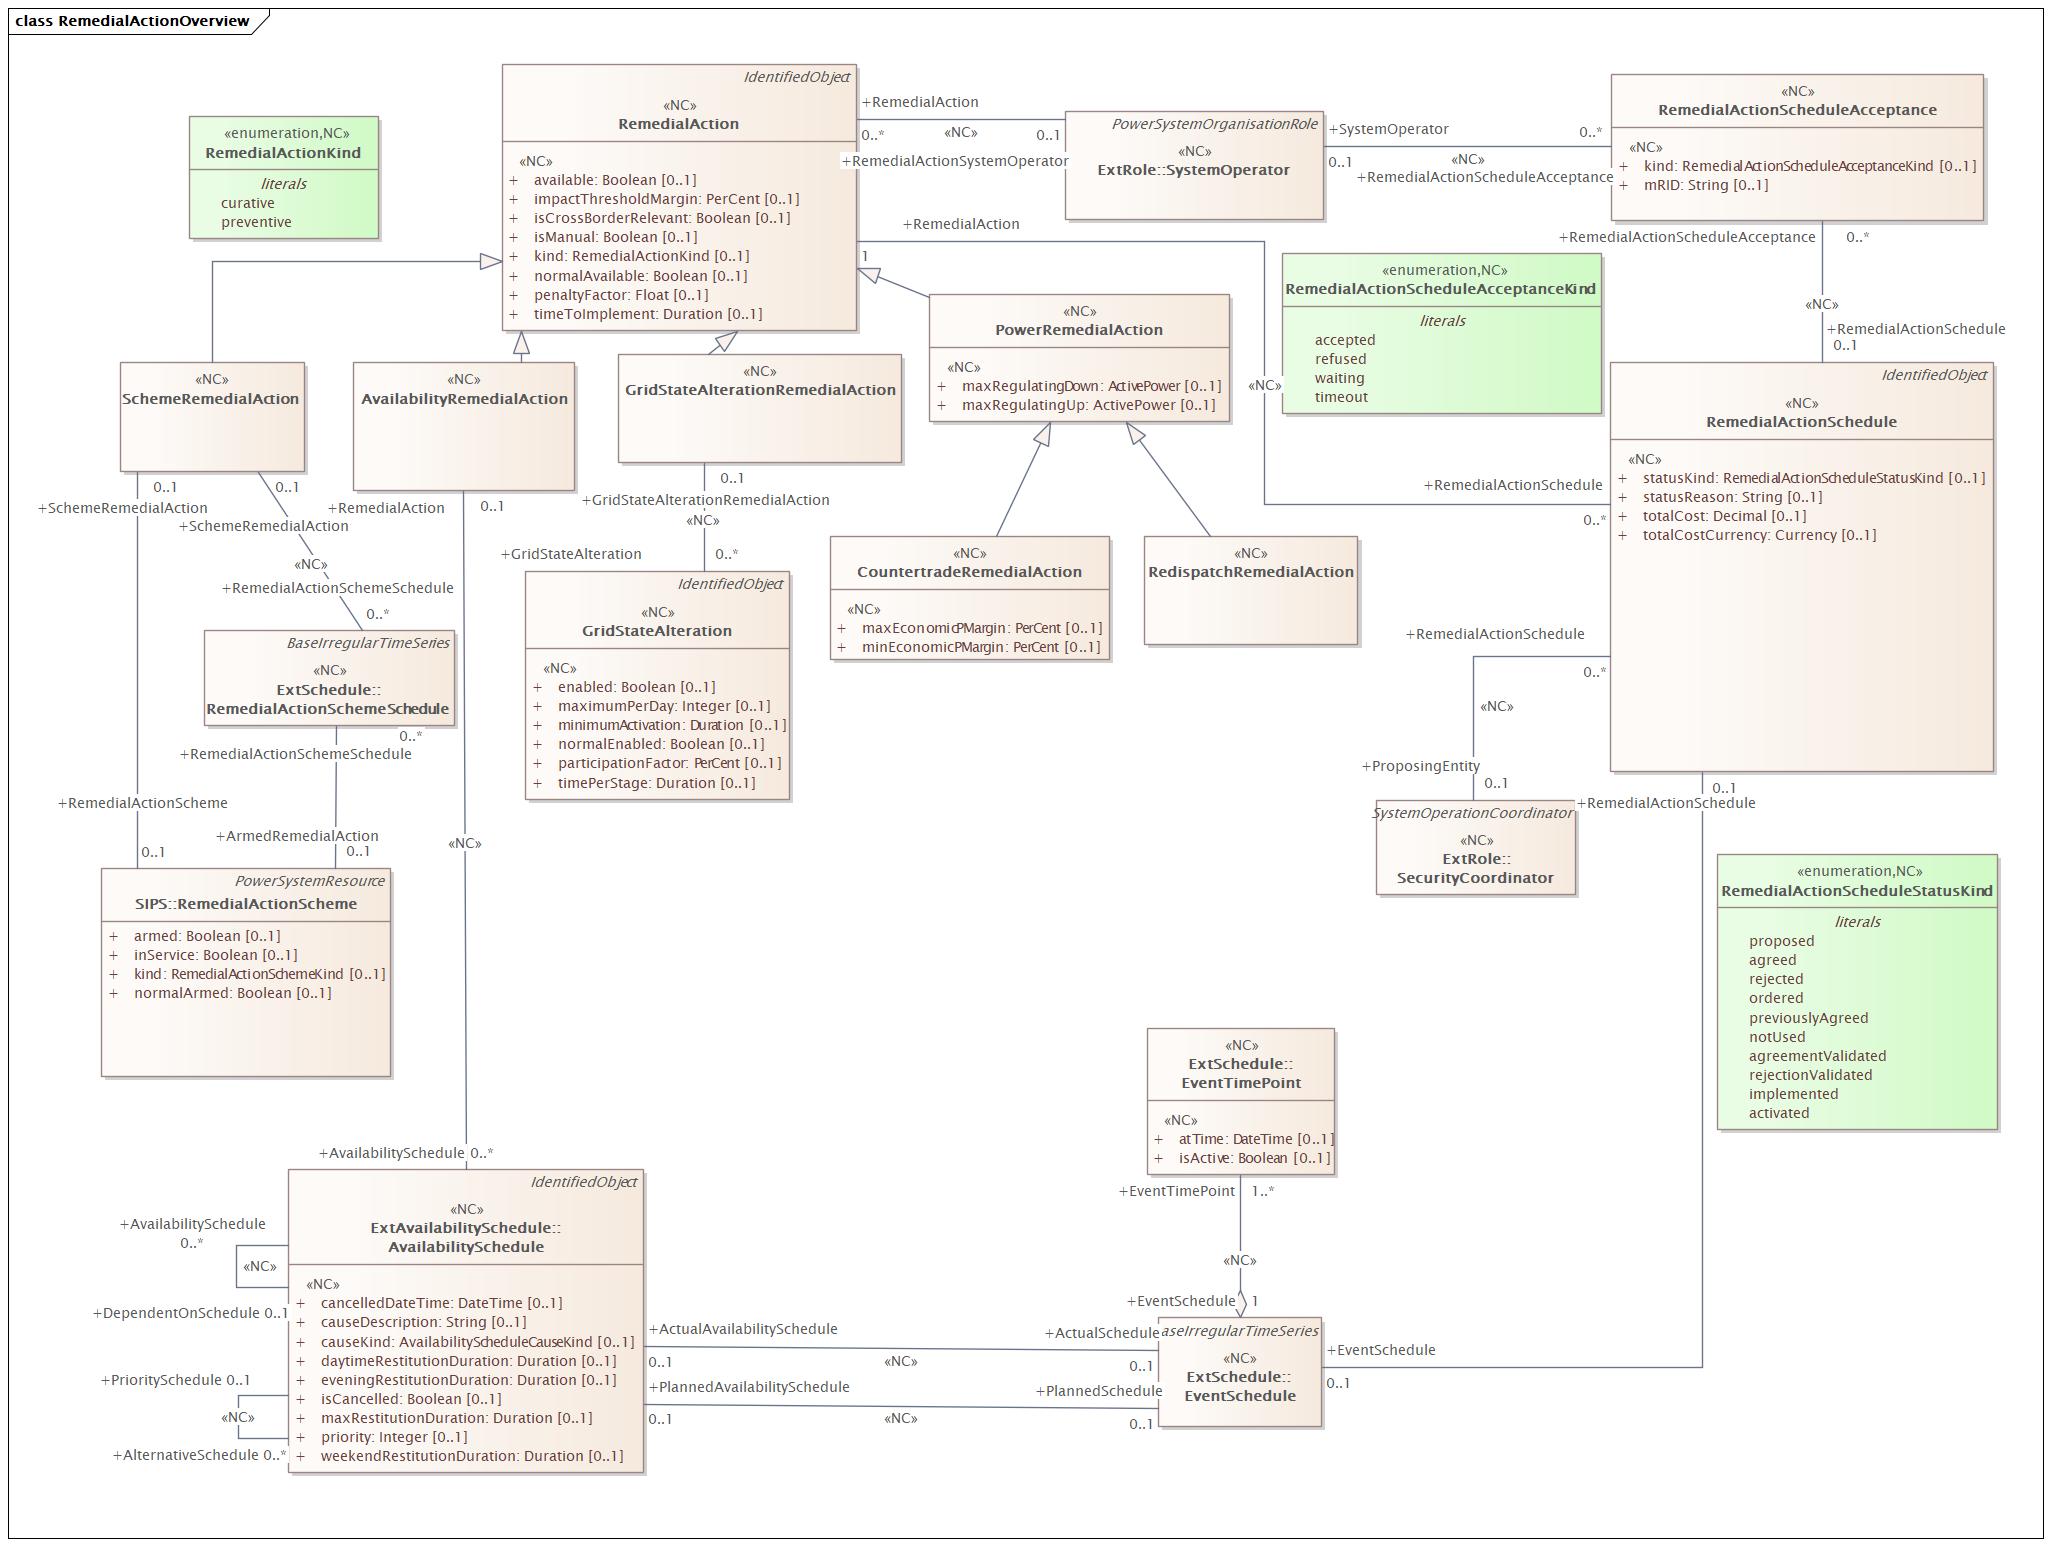 class RemedialActionOverview
IdentifiedObject
«NC»
RemedialAction
«NC»
+ available: Boolean [0..1]
+ impactThresholdMargin: PerCent [0..1]
+ isCrossBorderRelevant: Boolean [0..1]
+ isManual: Boolean [0..1]
+ kind: RemedialActionKind [0..1]
+ normalAvailable: Boolean [0..1]
+ penaltyFactor: Float [0..1]
+ timeToImplement: Duration [0..1]
«enumeration,NC»
RemedialActionKind
literals
curative
preventive
+RemedialAction
0..*
«NC»
0..1
+RemedialActionSystemOperator
PowerSystemOrganisationRole
«NC»
ExtRole::SystemOperator
+SystemOperator
0..1
0..*
«NC»
+RemedialActionScheduleAcceptance
«NC»
RemedialActionScheduleAcceptance
«NC»
+ kind: RemedialActionScheduleAcceptanceKind [0..1]
+ mRID: String [0..1]
+RemedialActionScheduleAcceptance
0..*
«NC»
+RemedialActionSchedule
0..1
+RemedialAction
1
«NC»
+RemedialActionSchedule
0..*
«enumeration,NC»
RemedialActionScheduleAcceptanceKind
literals
accepted
refused
waiting
timeout
«NC»
PowerRemedialAction
«NC»
+ maxRegulatingDown: ActivePower [0..1]
+ maxRegulatingUp: ActivePower [0..1]
«NC»
SchemeRemedialAction
«NC»
AvailabilityRemedialAction
«NC»
GridStateAlterationRemedialAction
IdentifiedObject
«NC»
RemedialActionSchedule
«NC»
+ statusKind: RemedialActionScheduleStatusKind [0..1]
+ statusReason: String [0..1]
+ totalCost: Decimal [0..1]
+ totalCostCurrency: Currency [0..1]
0..1
+SchemeRemedialAction
0..1
+SchemeRemedialAction
«NC»
+RemedialActionSchemeSchedule
0..*
+RemedialAction
0..1
0..1
+GridStateAlterationRemedialAction
«NC»
+GridStateAlteration
0..*
IdentifiedObject
«NC»
GridStateAlteration
«NC»
+ enabled: Boolean [0..1]
+ maximumPerDay: Integer [0..1]
+ minimumActivation: Duration [0..1]
+ normalEnabled: Boolean [0..1]
+ participationFactor: PerCent [0..1]
+ timePerStage: Duration [0..1]
«NC»
CountertradeRemedialAction
«NC»
+ maxEconomicPMargin: PerCent [0..1]
+ minEconomicPMargin: PerCent [0..1]
«NC»
RedispatchRemedialAction
BaseIrregularTimeSeries
«NC»
ExtSchedule::
RemedialActionSchemeSchedule
0..*
+RemedialActionSchemeSchedule
+RemedialActionScheme
0..1
+ArmedRemedialAction
0..1
«NC»
PowerSystemResource
SIPS::RemedialActionScheme
+ armed: Boolean [0..1]
+ inService: Boolean [0..1]
+ kind: RemedialActionSchemeKind [0..1]
+ normalArmed: Boolean [0..1]
+RemedialActionSchedule
0..*
«NC»
+ProposingEntity
0..1
SystemOperationCoordinator
«NC»
ExtRole::
SecurityCoordinator
0..1
+RemedialActionSchedule
«enumeration,NC»
RemedialActionScheduleStatusKind
literals
proposed
agreed
rejected
ordered
previouslyAgreed
notUsed
agreementValidated
rejectionValidated
implemented
activated
«NC»
ExtSchedule::
EventTimePoint
«NC»
+ atTime: DateTime [0..1]
+ isActive: Boolean [0..1]
+EventTimePoint
1..*
«NC»
+EventSchedule
1
+AvailabilitySchedule 0..*
IdentifiedObject
«NC»
ExtAvailabilitySchedule::
AvailabilitySchedule
«NC»
+ cancelledDateTime: DateTime [0..1]
+ causeDescription: String [0..1]
+ causeKind: AvailabilityScheduleCauseKind [0..1]
+ daytimeRestitutionDuration: Duration [0..1]
+ eveningRestitutionDuration: Duration [0..1]
+ isCancelled: Boolean [0..1]
+ maxRestitutionDuration: Duration [0..1]
+ priority: Integer [0..1]
+ weekendRestitutionDuration: Duration [0..1]
+AvailabilitySchedule
0..*
«NC»
+DependentOnSchedule 0..1
+PrioritySchedule 0..1
«NC»
+AlternativeSchedule 0..*
+ActualAvailabilitySchedule
0..1
«NC»
+ActualSchedule
0..1
+PlannedAvailabilitySchedule
0..1
«NC»
+PlannedSchedule
0..1
aseIrregularTimeSeries
«NC»
ExtSchedule::
EventSchedule
+EventSchedule
0..1